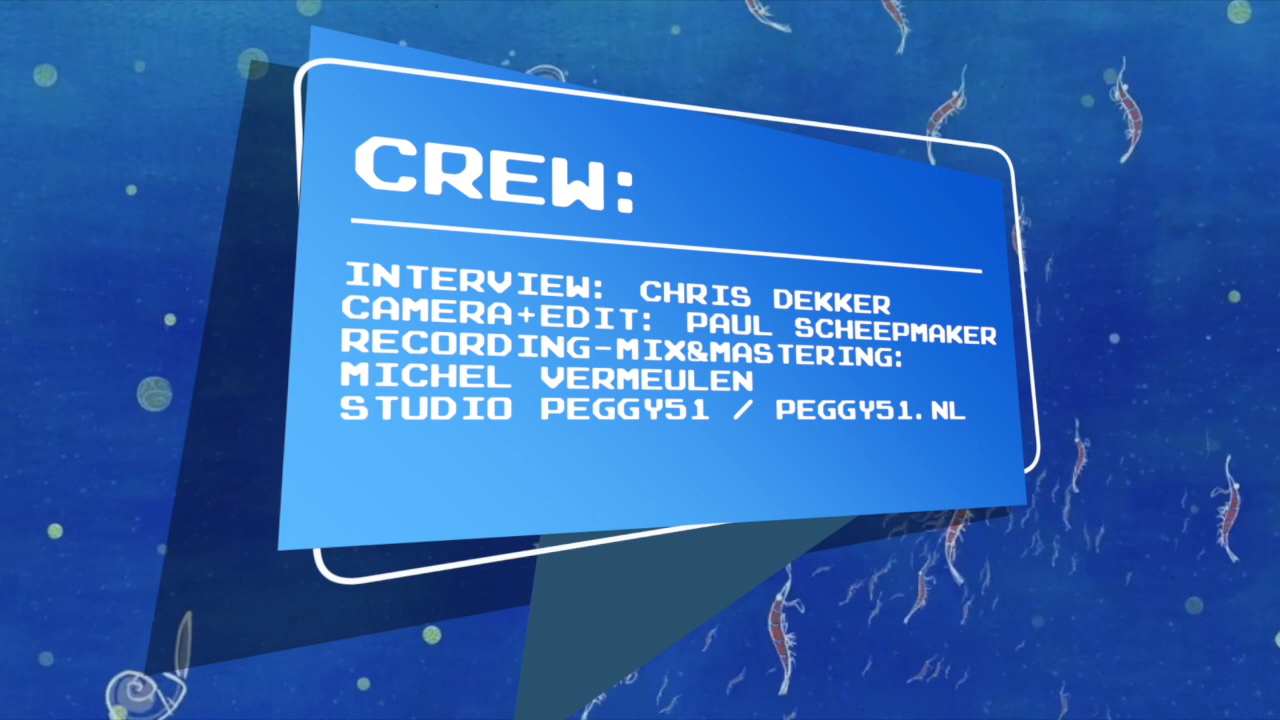 CREW:
INTERVIEW: CHRIS DEKKER
CAMERA+EDIT: PAUL SCHEEPMAKER
RECORDING-MIX&MASTERING:
MICHEL VERMEULEN
STUDIO PEGGY51 / PEGGY51.NL